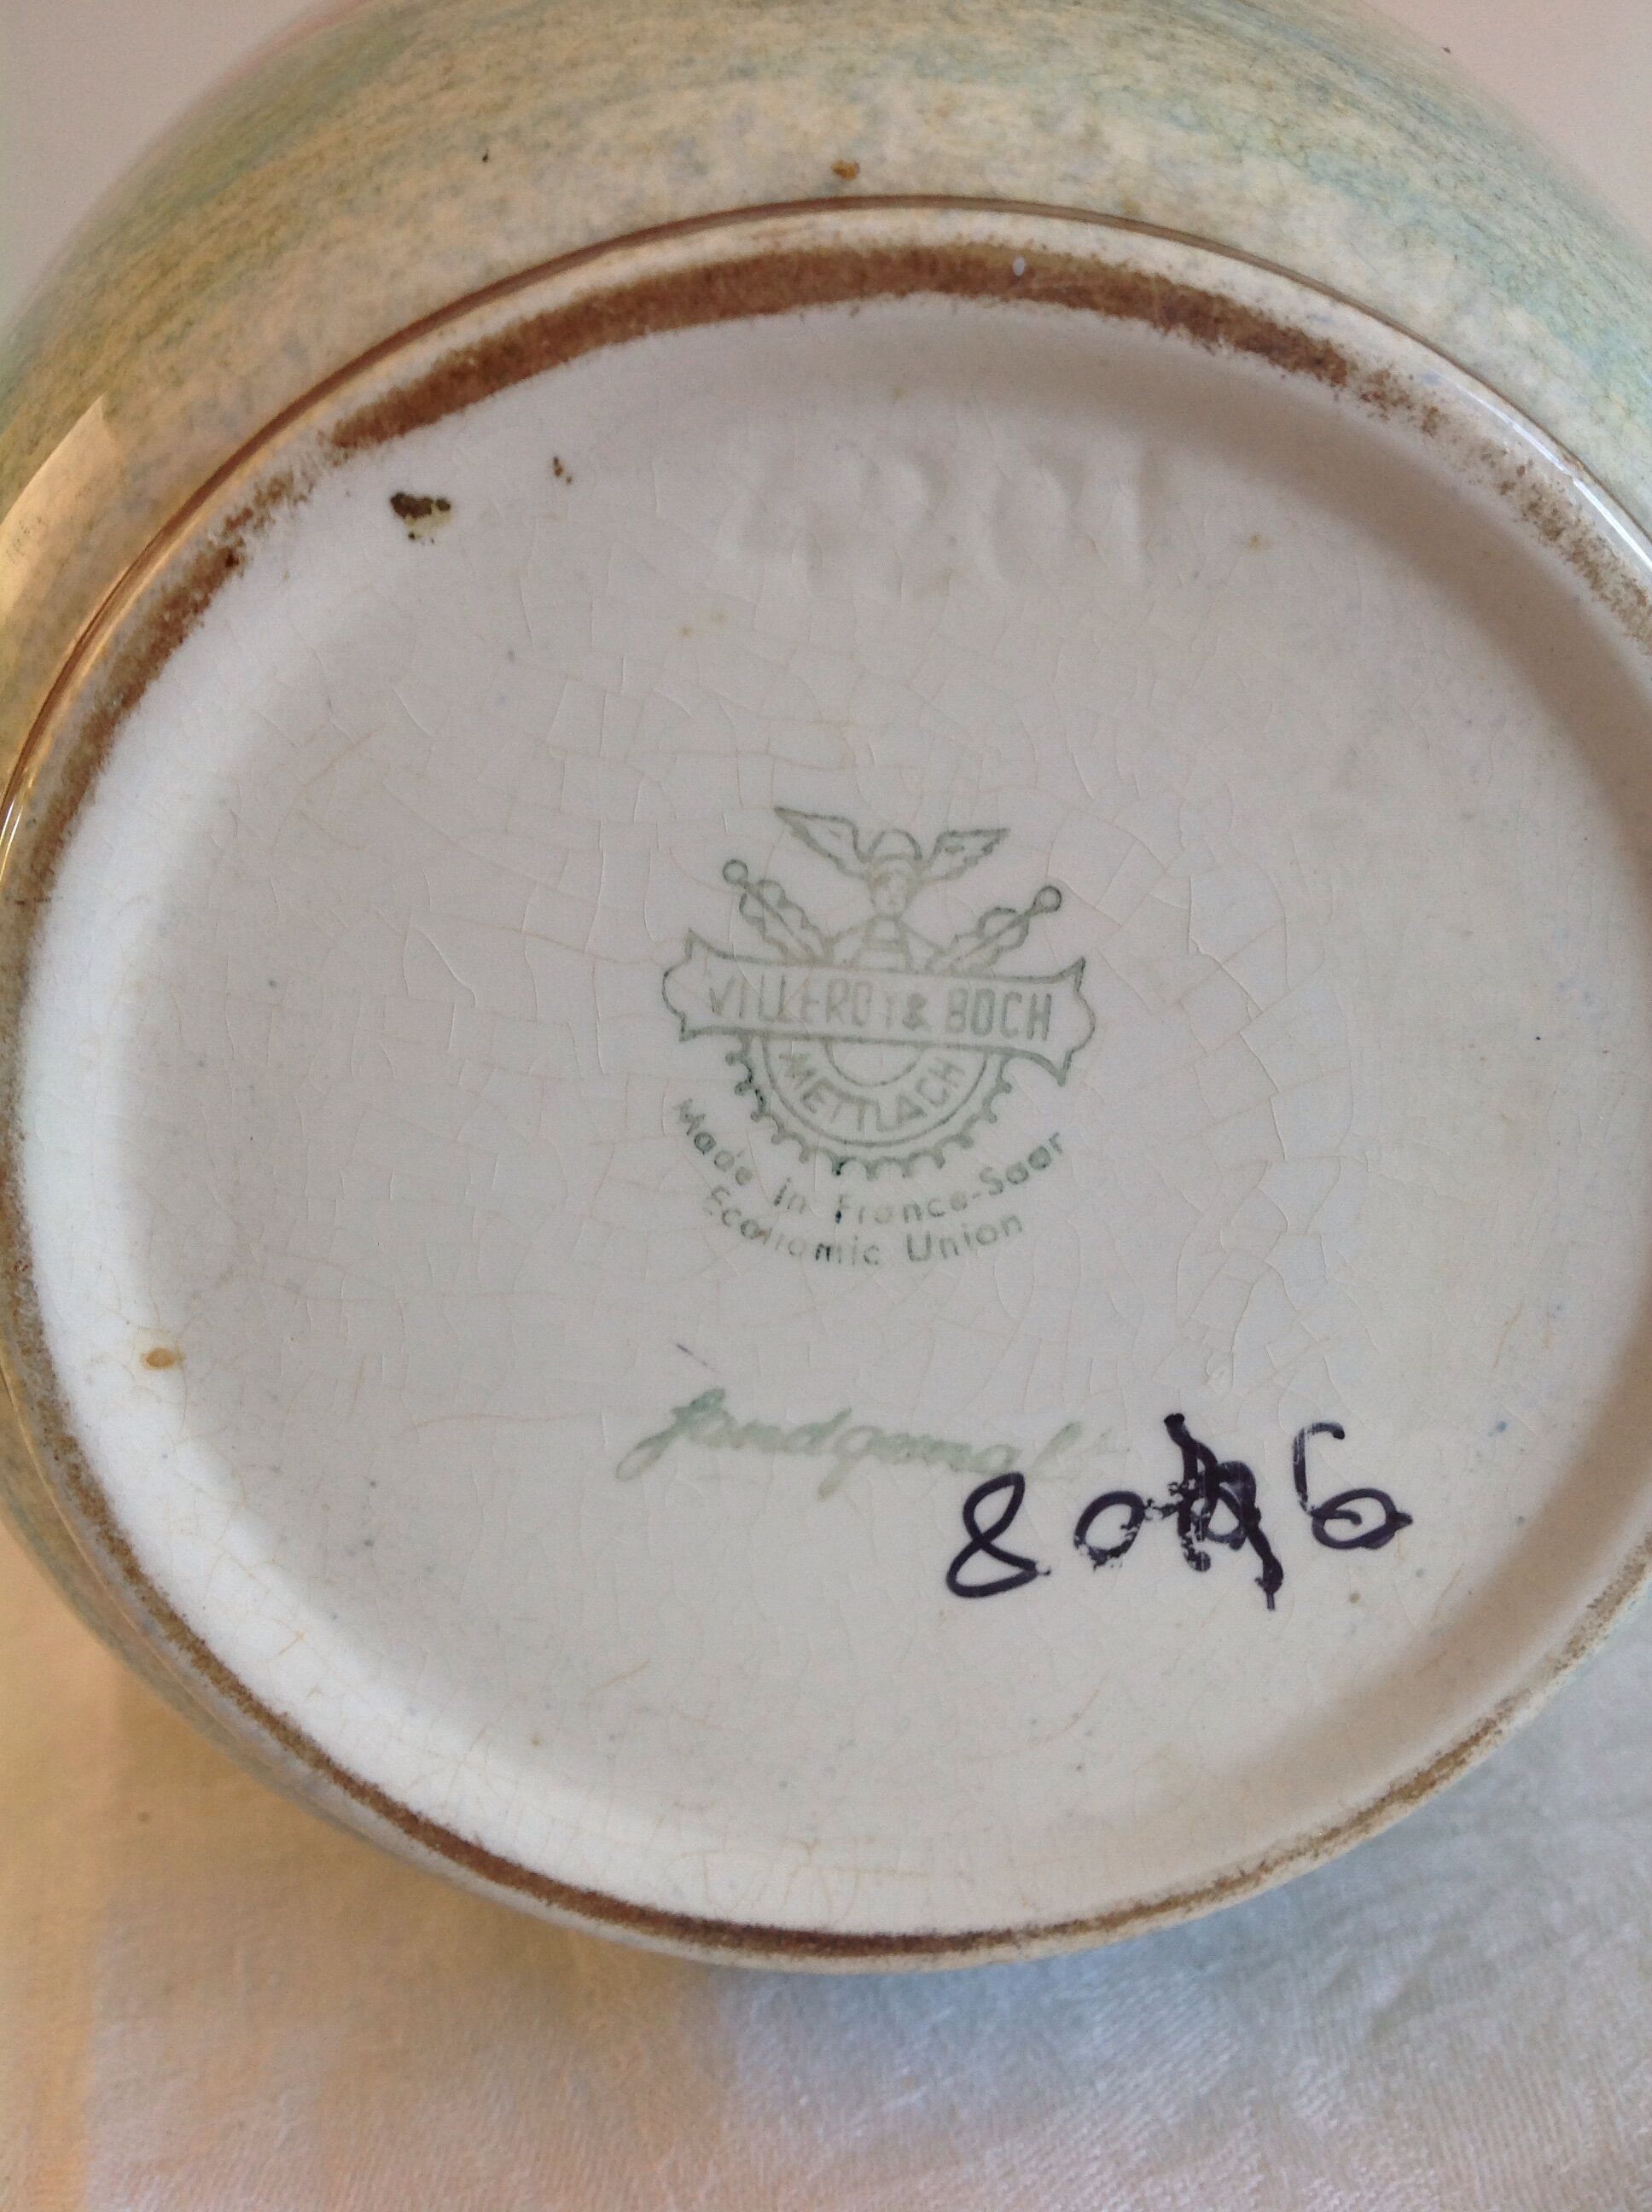 VILLEROY & BOCH
METTLACH
Made in France-Saar
Economic Union
handgemalt